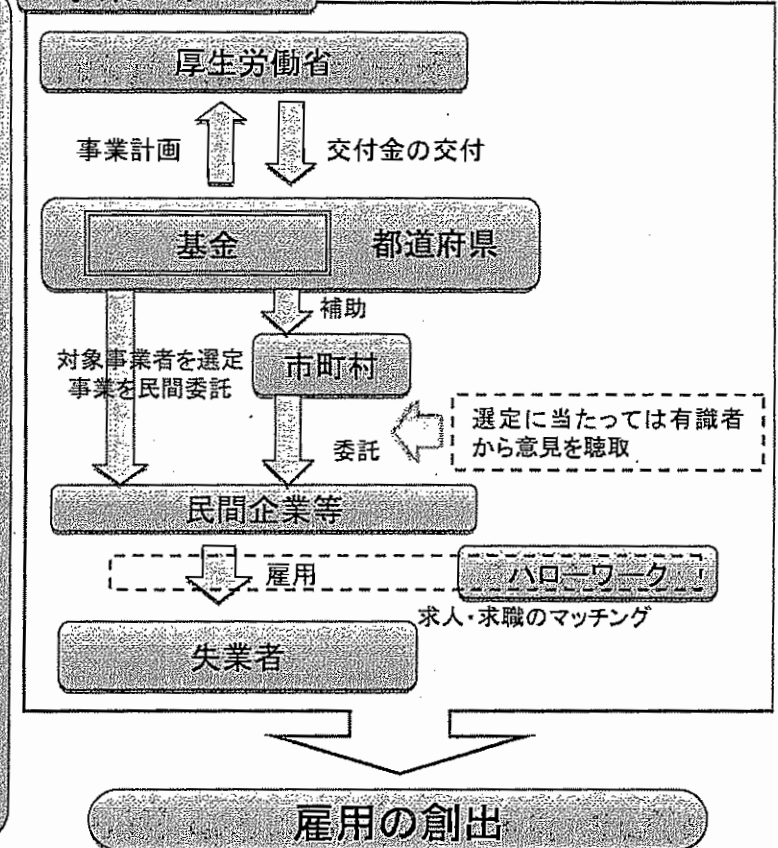 厚生労働省
事業計画
交付金の交付
基金
都道府県
補助
対象事業者を選定
事業を民間委託
市町村
選定に当たっては有識者
から意見を聴取
委託
民間企業等
雇用
ハローワーク
求人・求職のマッチング
失業者
雇用の創出